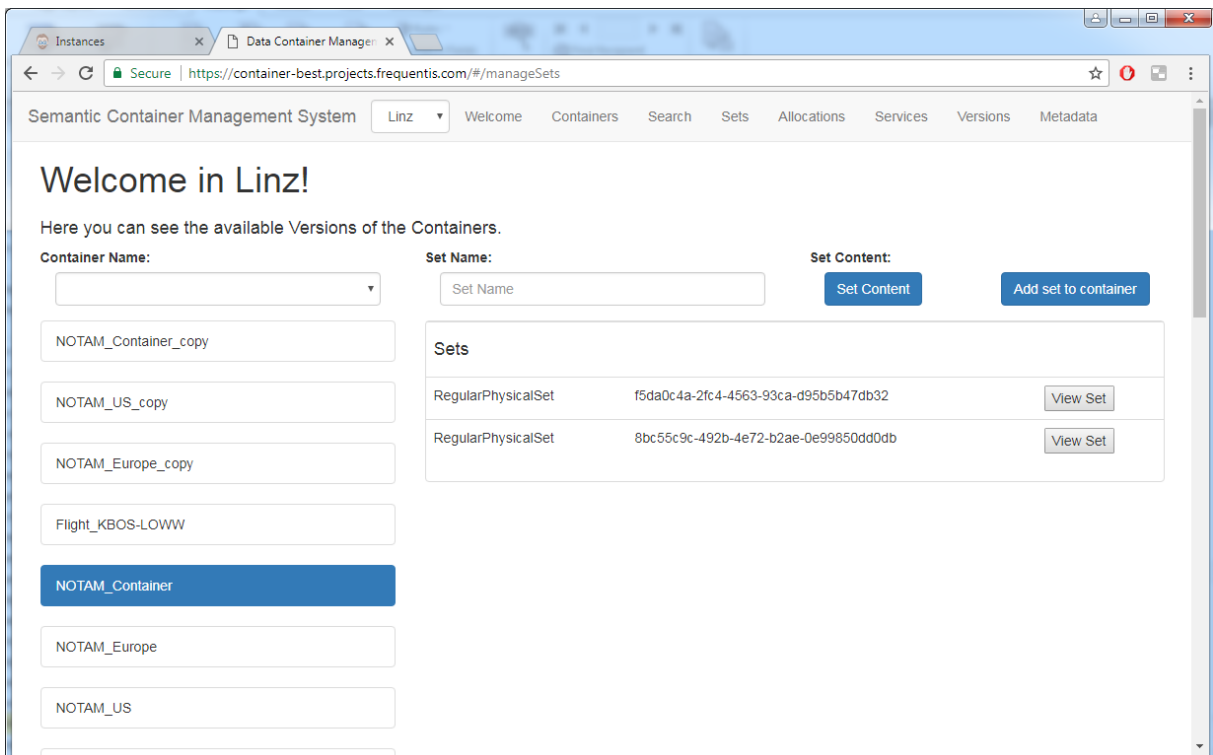 Instances
Data Container Manager
Secure | https://container-best.projects.frequentis.com/#/manageSets
Semantic Container Management System Linz Welcome Containers Search Sets Allocations Services Versions Metadata
Welcome in Linz!
Here you can see the available Versions of the Containers.
Container Name: Set Name: Set Content:
Set Name Set Content Add set to container
NOTAM_Container_copy
NOTAM_US_copy
NOTAM_Europe_copy
Flight_KBOS-LOWW
NOTAM_Container
NOTAM_Europe
NOTAM_US
Sets
RegularPhysicalSet f5da0c4a-2fc4-4563-93ca-d95b5b47db32 View Set
RegularPhysicalSet 8bc55c9c-492b-4e72-b2ae-0e99850dd0db View Set